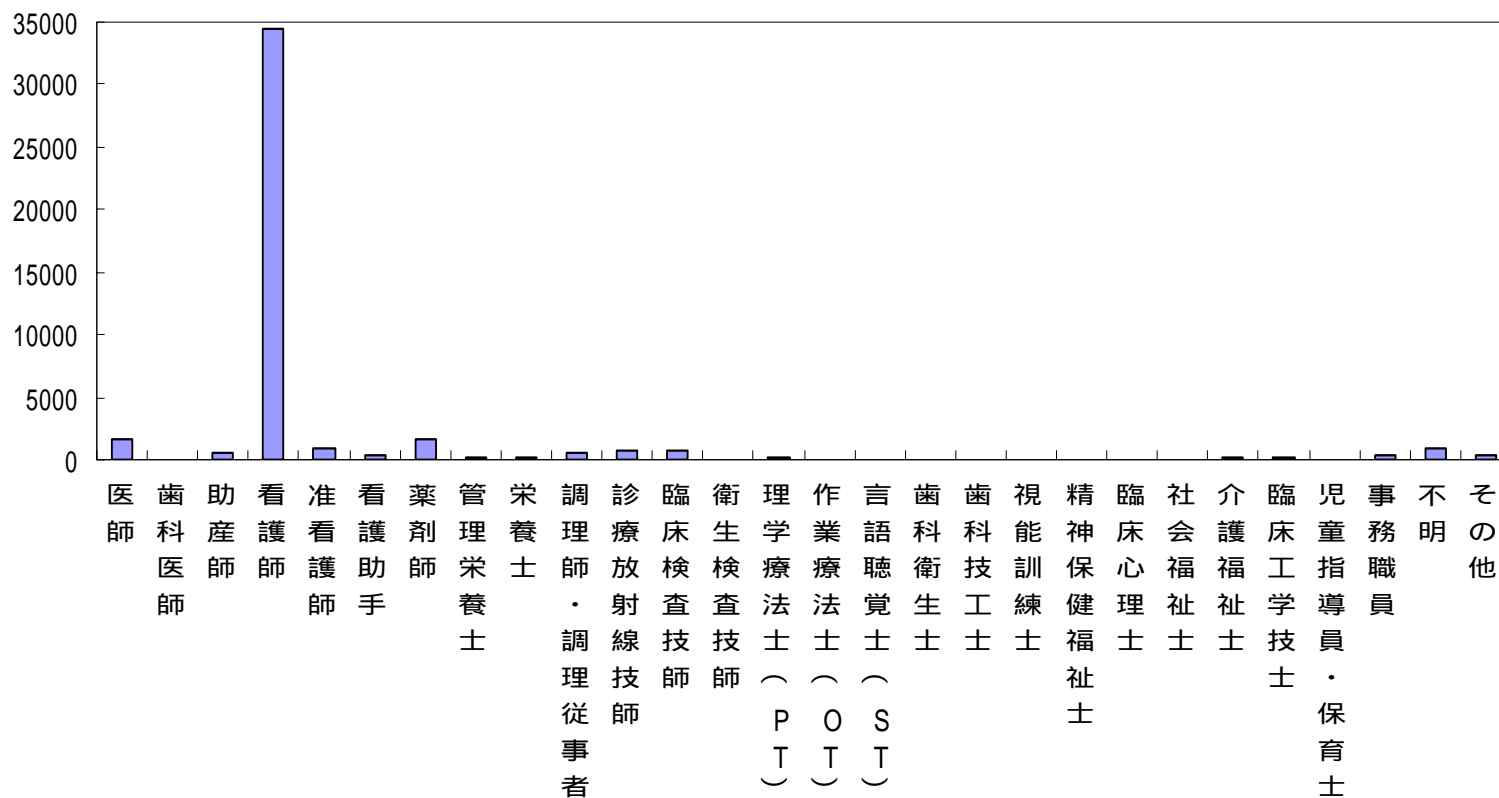 35000
30000
25000
20000
15000
10000
5000
0
医師
歯科医師
助産師
看護師
准看護師
看護助手
薬剤師
管理栄養士
栄養士
調理師・調理従事者
診療放射線技師
臨床検査技師
衛生検査技師
理学療法士(PT)
作業療法士(OT)
言語聴覚士(ST)
歯科衛生士
歯科技工士
視能訓練士
精神保健福祉士
臨床心理士
社会福祉士
介護福祉士
臨床工学技士
児童指導員・保育士
事務職員
不明
その他